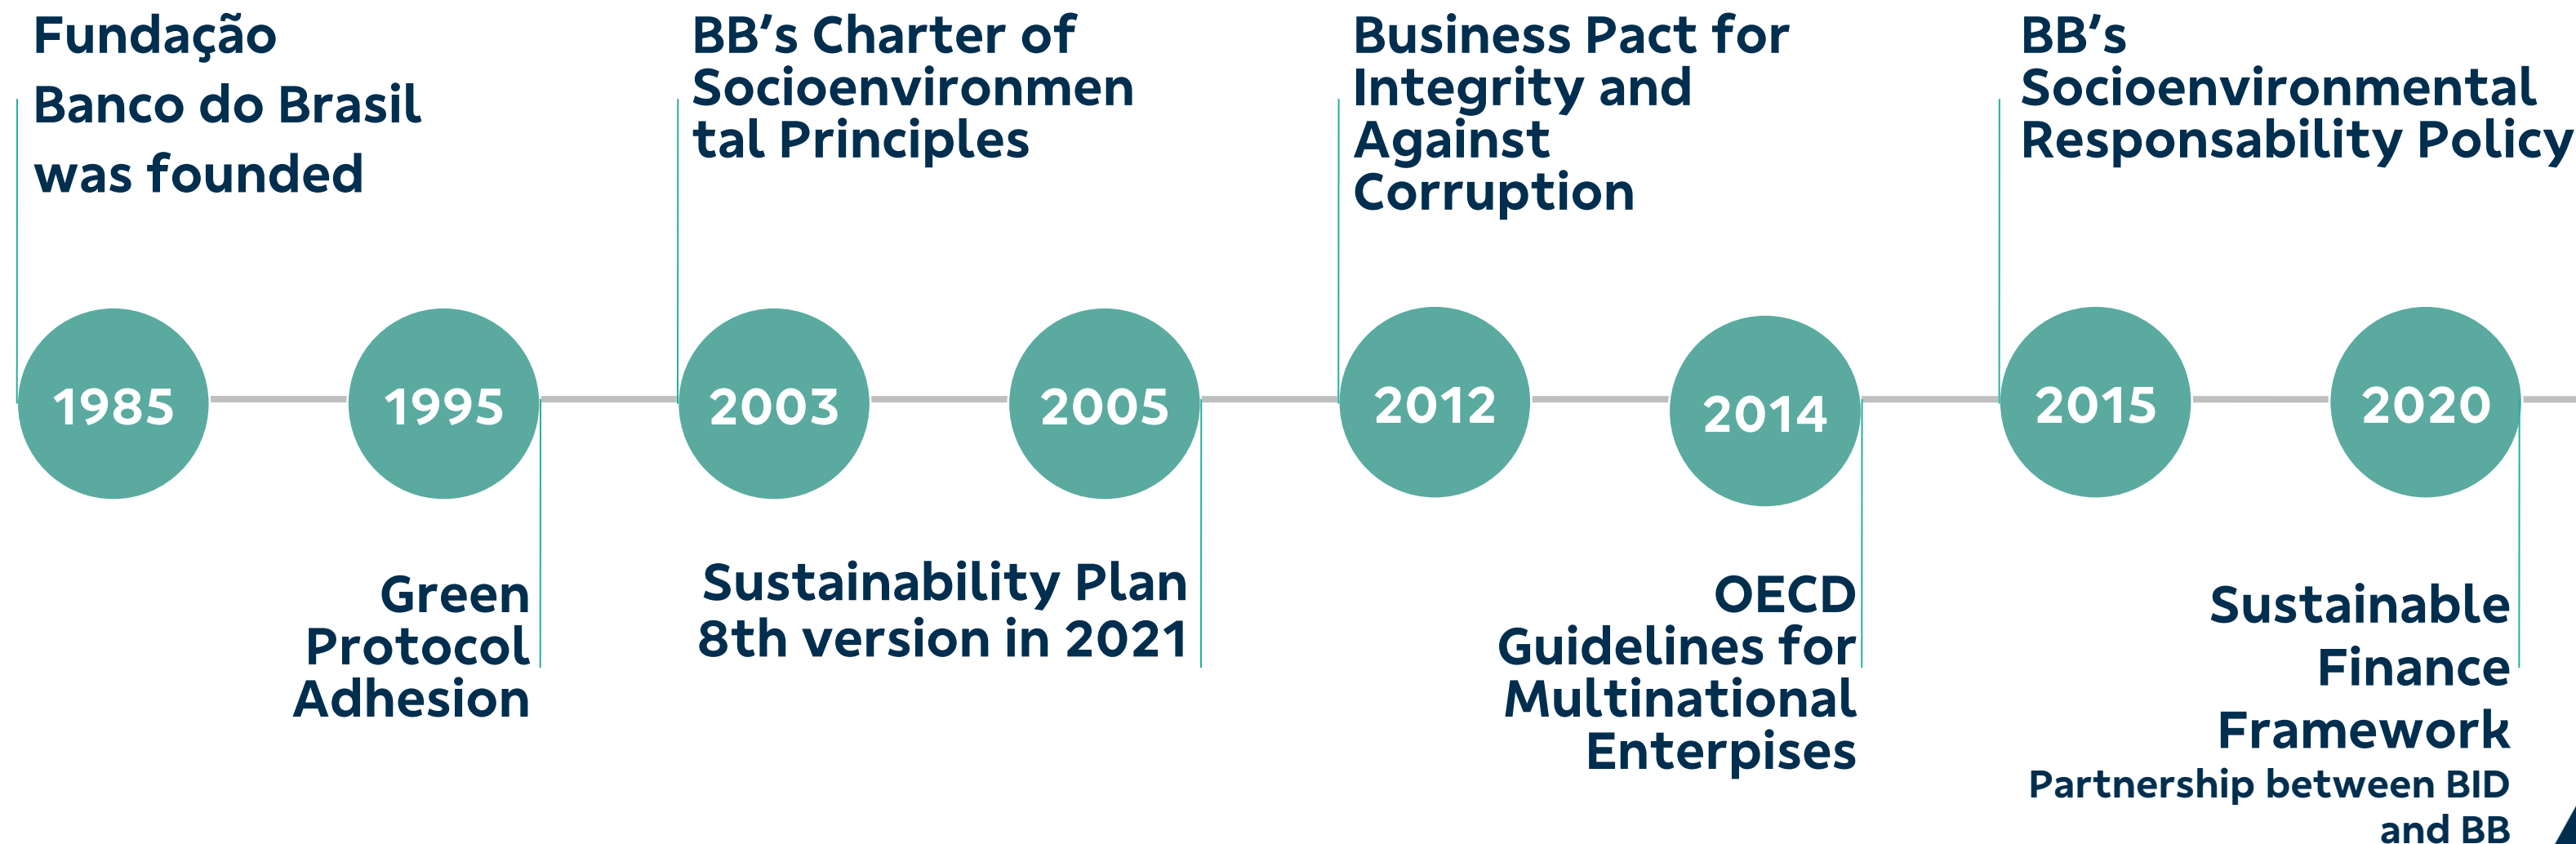 Fundação
Banco do Brasil
was founded
BB's Charter of
Socioenvironmen
tal Principles
Business Pact for
Integrity and
Against
Corruption
BB's
Socioenvironmental
Responsability Policy
1985
1995
2003
2005
2012
2014
2015
2020
Green
Protocol
Adhesion
Sustainability Plan
8th version in 2021
OECD
Guidelines for
Multinational
Enterpises
Sustainable
Finance
Framework
Partnership between BID
and BB